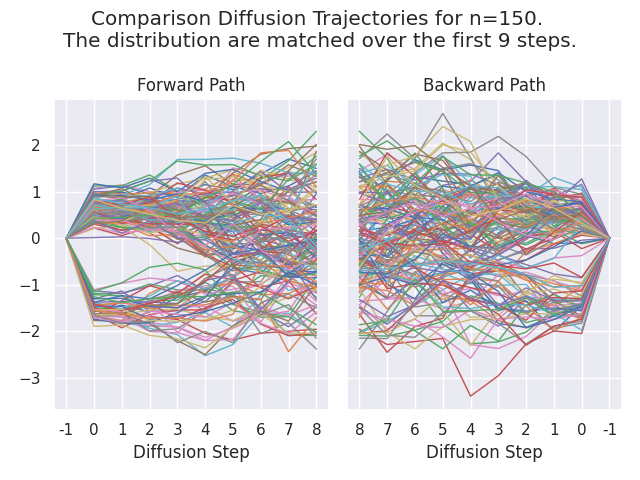 Comparison Diffusion Trajectories for n=150.
The distribution are matched over the first 9 steps.
Forward Path
Backward Path
2
1
0
−1
−2
−3
-1 0 1 2 3 4 5 6 7 8
8 7 6 5 4 3 2 1 0 -1
Diffusion Step
Diffusion Step